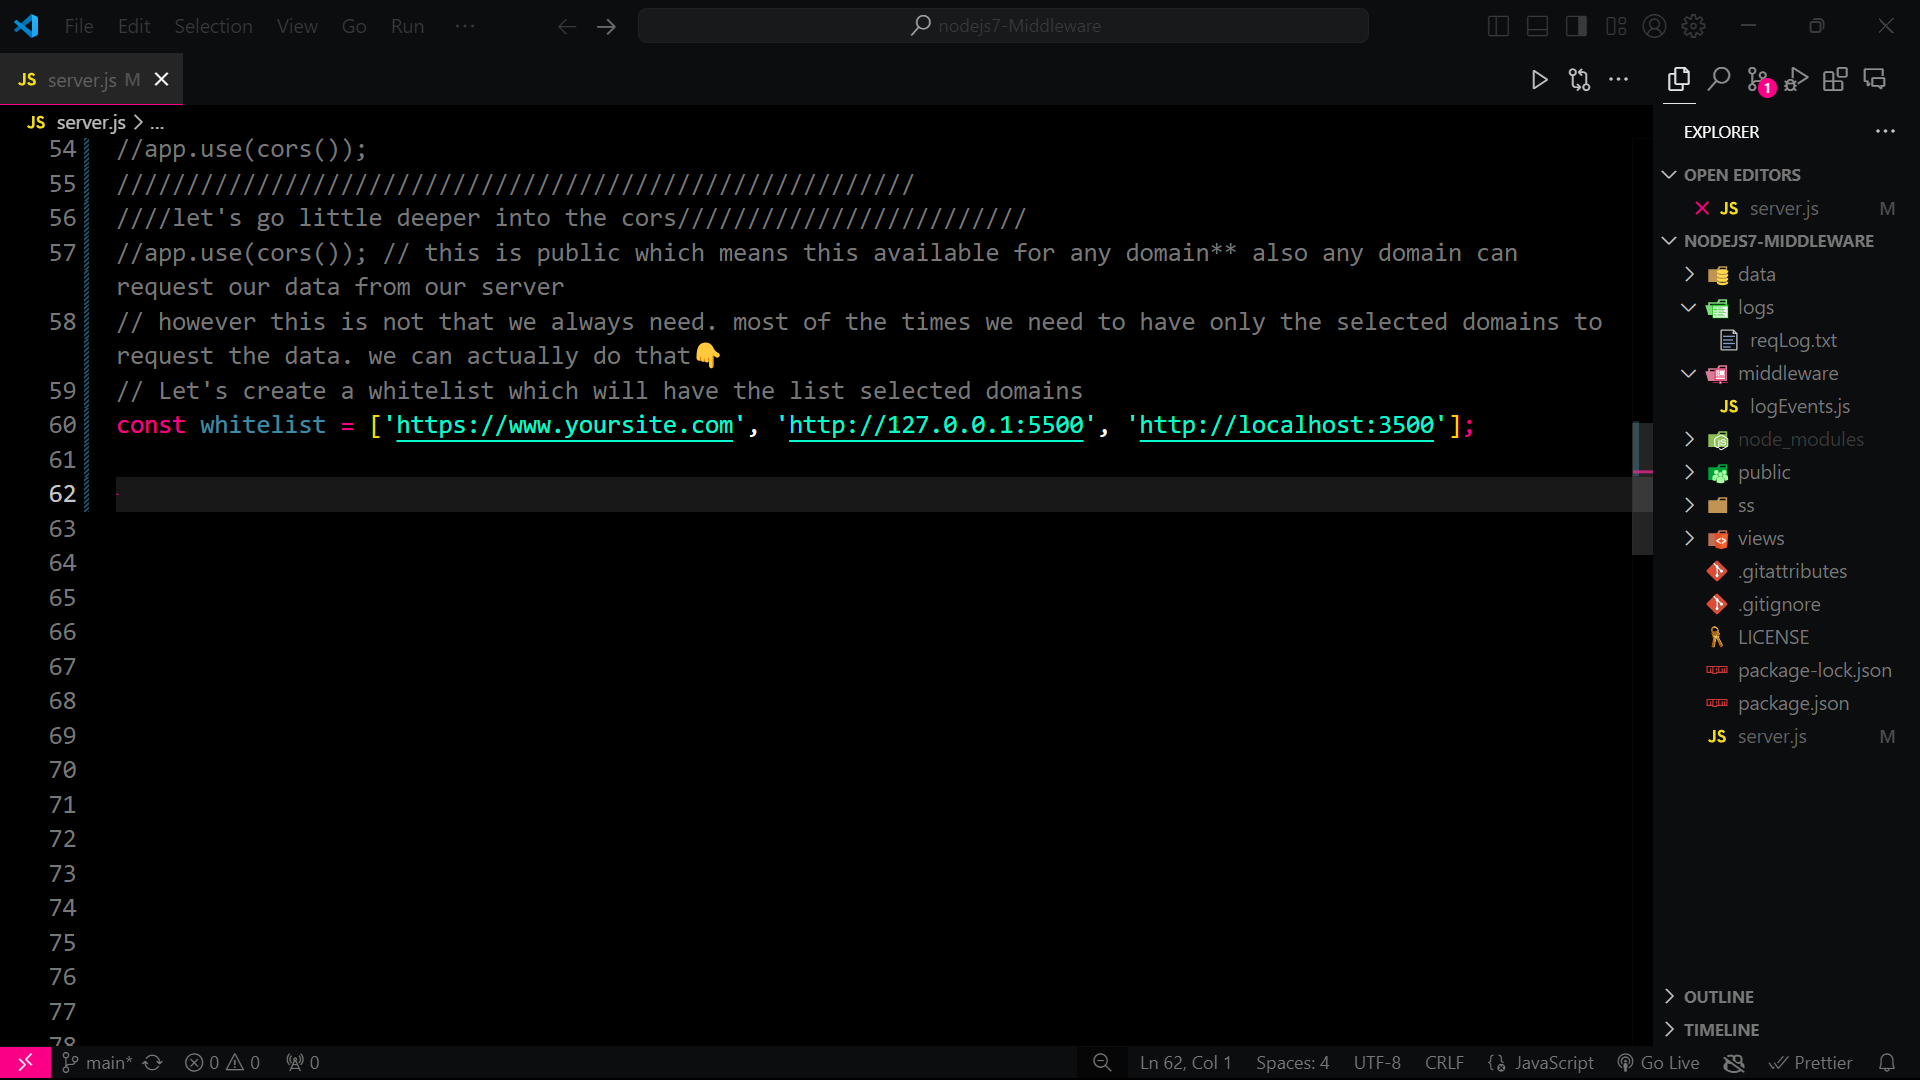 File Edit Selection View Go Run ···
nodejs7-Middleware
JS server.js M
JS server.js > ...
EXPLORER
OPEN EDITORS
JS server.js M
NODEJS7-MIDDLEWARE
data
logs
reqLog.txt
middleware
JS logEvents.js
node_modules
public
ss
views
.gitattributes
.gitignore
LICENSE
package-lock.json
package.json
JS server.js M
OUTLINE
TIMELINE
54 //app.use(cors());
55 /////////////////////////////////////////////////////////
56 ////let's go little deeper into the cors/////////////////////////
57 //app.use(cors()); // this is public which means this available for any domain** also any domain can
request our data from our server
58 // however this is not that we always need. most of the times we need to have only the selected domains to
request the data. we can actually do that👇
59 // Let's create a whitelist which will have the list selected domains
60 const whitelist = ['https://www.yoursite.com', 'http://127.0.0.1:5500', 'http://localhost:3500'];
61
62
63
64
65
66
67
68
69
70
71
72
73
74
75
76
77
78
main* 0 0 0 Ln 62, Col 1 Spaces: 4 UTF-8 CRLF {} JavaScript Go Live Prettier
1